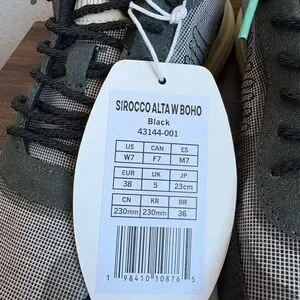 SIROCCO ALTA W BOHO
Black
43144-001
US CAN ES
W7 F7 M7
EUR UK JP
38 5 23cm
CN KR BR
230mm 230mm 36
1 98410 10876 5